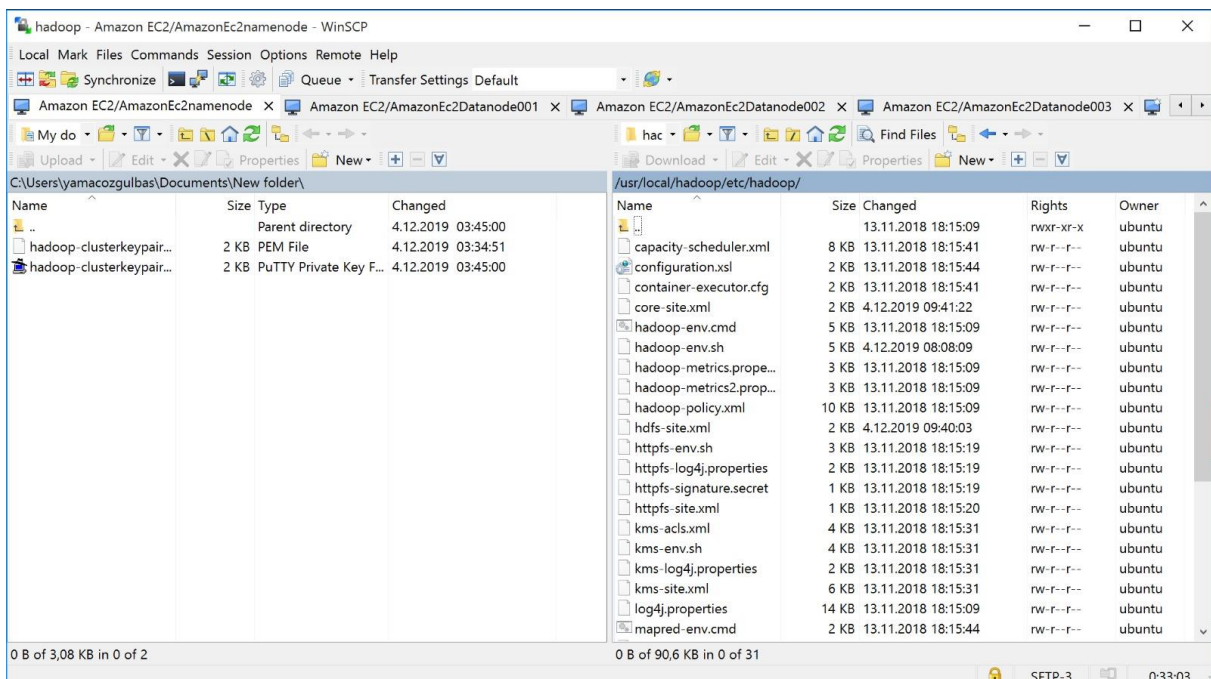 hadoop - Amazon EC2/AmazonEc2namenode - WinSCP
Local Mark Files Commands Session Options Remote Help
Synchronize Queue Transfer Settings Default
Amazon EC2/AmazonEc2namenode Amazon EC2/AmazonEc2Datanode001 Amazon EC2/AmazonEc2Datanode002 Amazon EC2/AmazonEc2Datanode003
My do hac Find Files
Upload Edit Properties New Download Edit Properties New
C:\Users\yamacozgulbas\Documents\New folder\ /usr/local/hadoop/etc/hadoop/
Name Size Type Changed Name Size Changed Rights Owner
.. Parent directory 4.12.2019 03:45:00 .. 13.11.2018 18:15:09 rwxr-xr-x ubuntu
hadoop-clusterkeypair... 2 KB PEM File 4.12.2019 03:34:51 capacity-scheduler.xml 8 KB 13.11.2018 18:15:41 rw-r--r-- ubuntu
hadoop-clusterkeypair... 2 KB PuTTY Private Key F... 4.12.2019 03:45:00 configuration.xsl 2 KB 13.11.2018 18:15:44 rw-r--r-- ubuntu
container-executor.cfg 2 KB 13.11.2018 18:15:41 rw-r--r-- ubuntu
core-site.xml 2 KB 4.12.2019 09:41:22 rw-r--r-- ubuntu
hadoop-env.cmd 5 KB 13.11.2018 18:15:09 rw-r--r-- ubuntu
hadoop-env.sh 5 KB 4.12.2019 08:08:09 rw-r--r-- ubuntu
hadoop-metrics.prope... 3 KB 13.11.2018 18:15:09 rw-r--r-- ubuntu
hadoop-metrics2.prop... 3 KB 13.11.2018 18:15:09 rw-r--r-- ubuntu
hadoop-policy.xml 10 KB 13.11.2018 18:15:09 rw-r--r-- ubuntu
hdfs-site.xml 2 KB 4.12.2019 09:40:03 rw-r--r-- ubuntu
httpfs-env.sh 3 KB 13.11.2018 18:15:19 rw-r--r-- ubuntu
httpfs-log4j.properties 2 KB 13.11.2018 18:15:19 rw-r--r-- ubuntu
httpfs-signature.secret 1 KB 13.11.2018 18:15:19 rw-r--r-- ubuntu
httpfs-site.xml 1 KB 13.11.2018 18:15:20 rw-r--r-- ubuntu
kms-acls.xml 4 KB 13.11.2018 18:15:31 rw-r--r-- ubuntu
kms-env.sh 4 KB 13.11.2018 18:15:31 rw-r--r-- ubuntu
kms-log4j.properties 2 KB 13.11.2018 18:15:31 rw-r--r-- ubuntu
kms-site.xml 6 KB 13.11.2018 18:15:31 rw-r--r-- ubuntu
log4j.properties 14 KB 13.11.2018 18:15:09 rw-r--r-- ubuntu
mapred-env.cmd 2 KB 13.11.2018 18:15:44 rw-r--r-- ubuntu
0 B of 3,08 KB in 0 of 2 0 B of 90,6 KB in 0 of 31
SFTP-3 0:33:03